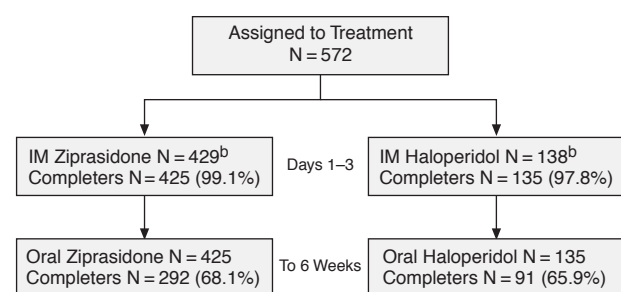 Assigned to Treatment
N = 572
IM Ziprasidone N = 429b
Completers N = 425 (99.1%)
Days 1–3
IM Haloperidol N = 138b
Completers N = 135 (97.8%)
Oral Ziprasidone N = 425
Completers N = 292 (68.1%)
To 6 Weeks
Oral Haloperidol N = 135
Completers N = 91 (65.9%)